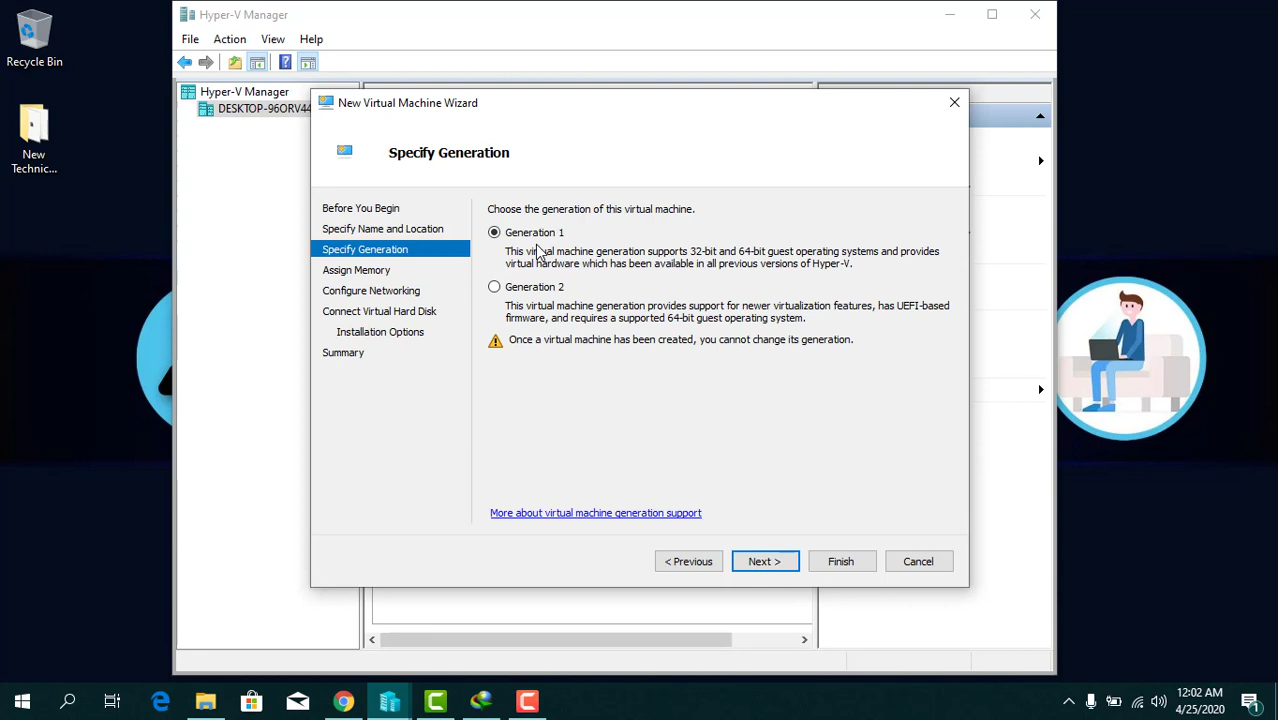 Recycle Bin
New
Technic...
Hyper-V Manager
File Action View Help
Hyper-V Manager
DESKTOP-96ORV44
New Virtual Machine Wizard
Specify Generation
Before You Begin
Specify Name and Location
Specify Generation
Assign Memory
Configure Networking
Connect Virtual Hard Disk
Installation Options
Summary
Choose the generation of this virtual machine.
Generation 1
This virtual machine generation supports 32-bit and 64-bit guest operating systems and provides
virtual hardware which has been available in all previous versions of Hyper-V.
Generation 2
This virtual machine generation provides support for newer virtualization features, has UEFI-based
firmware, and requires a supported 64-bit guest operating system.
Once a virtual machine has been created, you cannot change its generation.
More about virtual machine generation support
< Previous Next > Finish Cancel
12:02 AM
4/25/2020
1